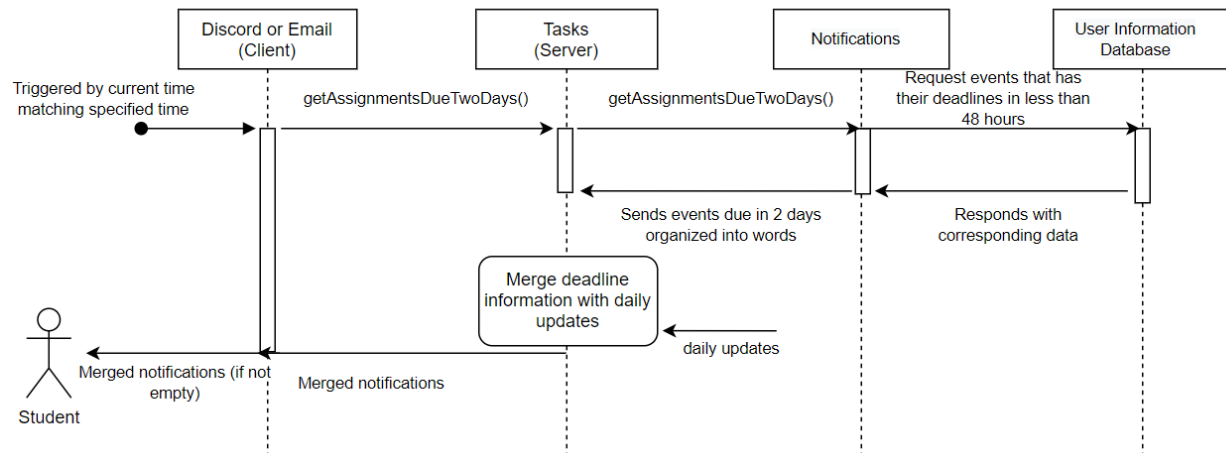 Discord or Email
(Client)
Tasks
(Server)
Notifications
User Information
Database
Triggered by current time
matching specified time
getAssignmentsDueTwoDays()
getAssignmentsDueTwoDays()
Request events that has
their deadlines in less than
48 hours
Sends events due in 2 days
organized into words
Responds with
corresponding data
Merge deadline
information with daily
updates
daily updates
Merged notifications (if not
empty)
Merged notifications
Student